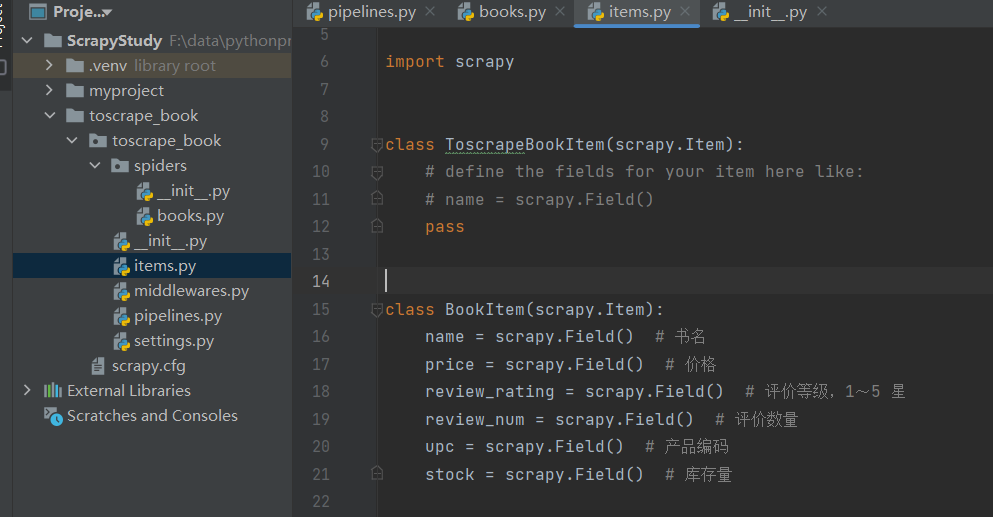 Proje...
ScrapyStudy F:\data\pythonpr
.venv library root
myproject
toscrape_book
toscrape_book
spiders
__init__.py
books.py
__init__.py
items.py
middlewares.py
pipelines.py
settings.py
scrapy.cfg
External Libraries
Scratches and Consoles
pipelines.py
books.py
items.py
__init__.py
5
6 import scrapy
7
8
9 class ToscrapeBookItem(scrapy.Item):
10 # define the fields for your item here like:
11 # name = scrapy.Field()
12 pass
13
14
15 class BookItem(scrapy.Item):
16 name = scrapy.Field() # 书名
17 price = scrapy.Field() # 价格
18 review_rating = scrapy.Field() # 评价等级，1～5 星
19 review_num = scrapy.Field() # 评价数量
20 upc = scrapy.Field() # 产品编码
21 stock = scrapy.Field() # 库存量
22